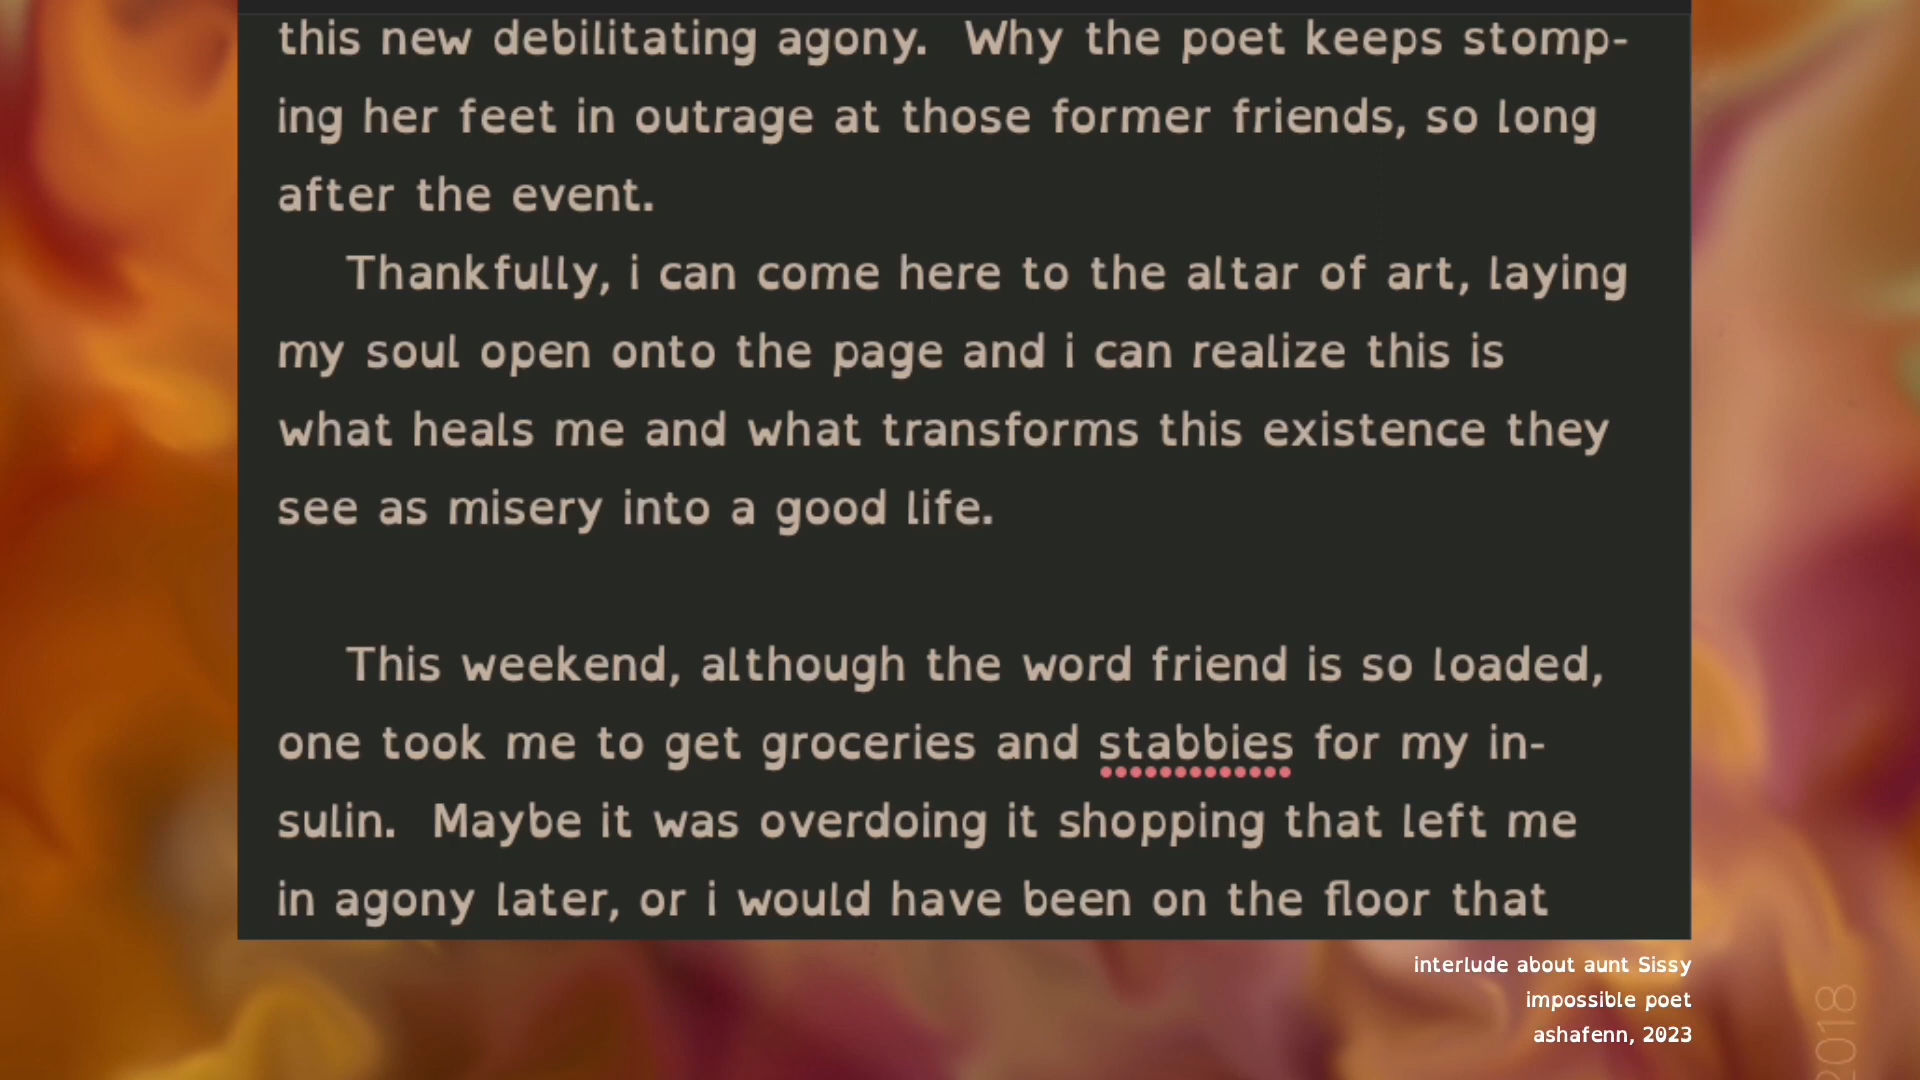 this new debilitating agony.  Why the poet keeps stomp-
ing her feet in outrage at those former friends, so long
after the event.
Thankfully, i can come here to the altar of art, laying
my soul open onto the page and i can realize this is
what heals me and what transforms this existence they
see as misery into a good life.
This weekend, although the word friend is so loaded,
one took me to get groceries and stabbies for my in-
sulin.  Maybe it was overdoing it shopping that left me
in agony later, or i would have been on the floor that
interlude about aunt Sissy
impossible poet
ashafenn, 2023
2018